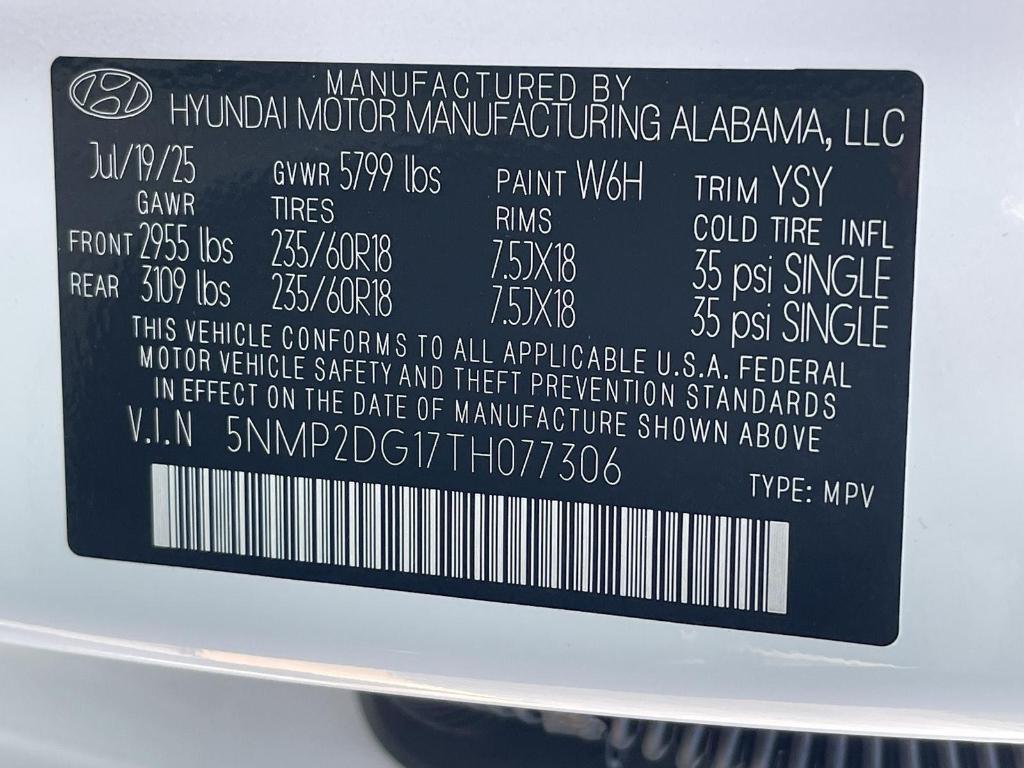 MANUFACTURED BY
HYUNDAI MOTOR MANUFACTURING ALABAMA, LLC
Jul/19/25 GVWR 5799 lbs PAINT W6H TRIM YSY
GAWR TIRES RIMS COLD TIRE INFL
FRONT 2955 lbs 235/60R18 7.5JX18 35 psi SINGLE
REAR 3109 lbs 235/60R18 7.5JX18 35 psi SINGLE
THIS VEHICLE CONFORMS TO ALL APPLICABLE U.S.A. FEDERAL
MOTOR VEHICLE SAFETY AND THEFT PREVENTION STANDARDS
IN EFFECT ON THE DATE OF MANUFACTURE SHOWN ABOVE
V.I.N 5NMP2DG17TH077306
TYPE: MPV